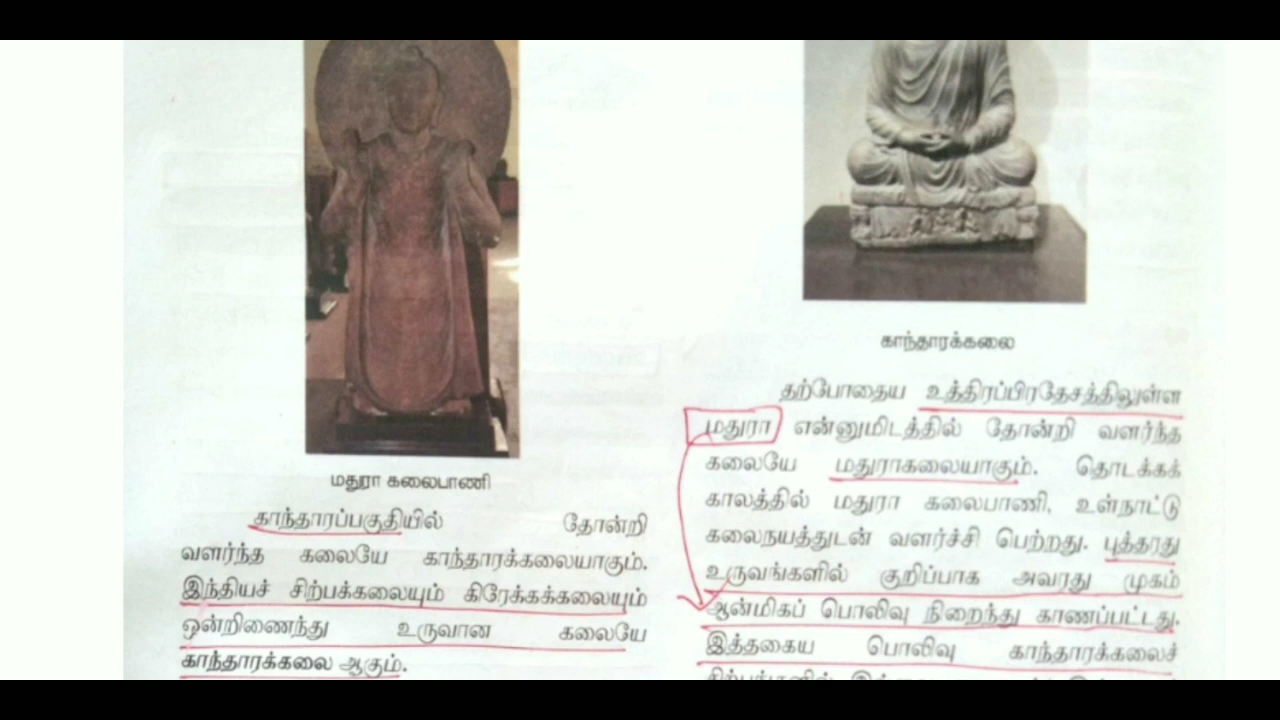 மதுரா கலைபாணி
காந்தாரப்பகுதியில் தோன்றி
வளர்ந்த கலையே காந்தாரக்கலையாகும்.
இந்தியச் சிற்பக்கலையும் கிரேக்கக்கலையும்
ஒன்றிணைந்து உருவான கலையே
காந்தாரக்கலை ஆகும்.
காந்தாரக்கலை
தற்போதைய உத்திரப்பிரதேசத்திலுள்ள
மதுரா என்னுமிடத்தில் தோன்றி வளர்ந்த
கலையே மதுராகலையாகும். தொடக்கக்
காலத்தில் மதுரா கலைபாணி, உள்நாட்டு
கலைநயத்துடன் வளர்ச்சி பெற்றது. புத்தரது
உருவங்களில் குறிப்பாக அவரது முகம்
ஆன்மிகப் பொலிவு நிறைந்து காணப்பட்டது.
இத்தகைய பொலிவு காந்தாரக்கலைச்